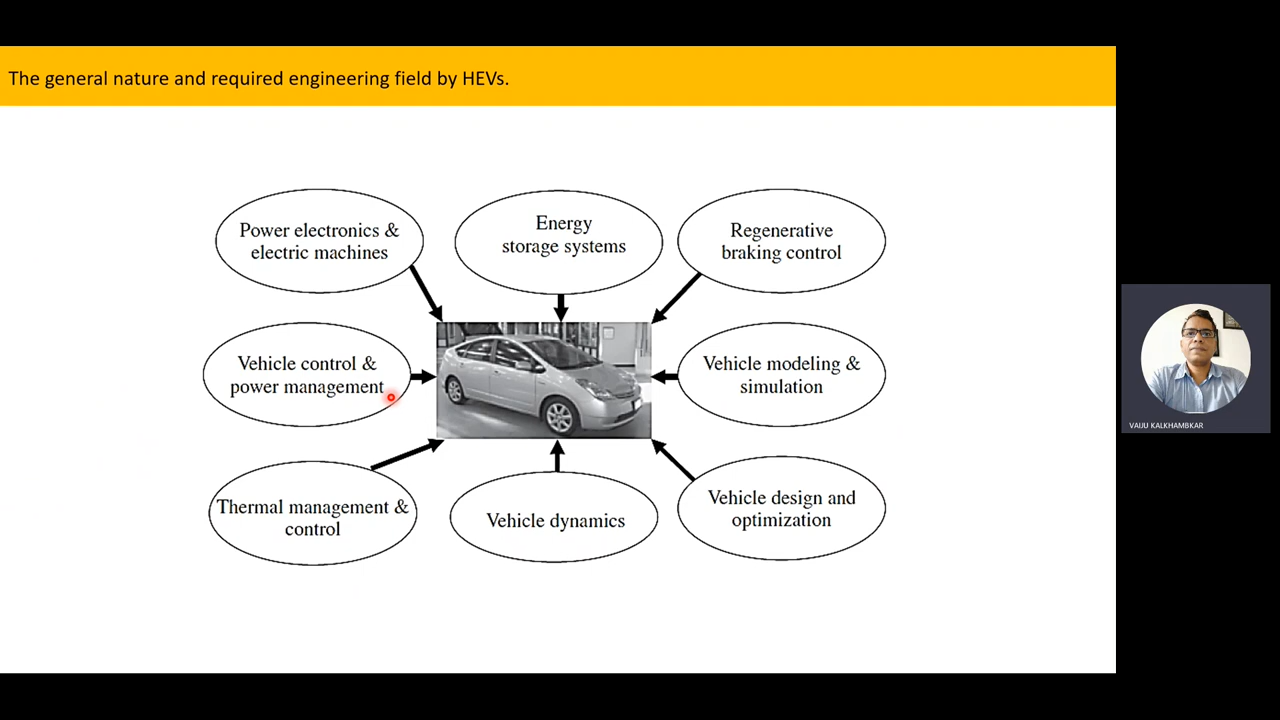 The general nature and required engineering field by HEVs.
Power electronics &
electric machines
Energy
storage systems
Regenerative
braking control
Vehicle control &
power management
Vehicle modeling &
simulation
Thermal management &
control
Vehicle dynamics
Vehicle design and
optimization
VAIJU KALKHAMBKAR